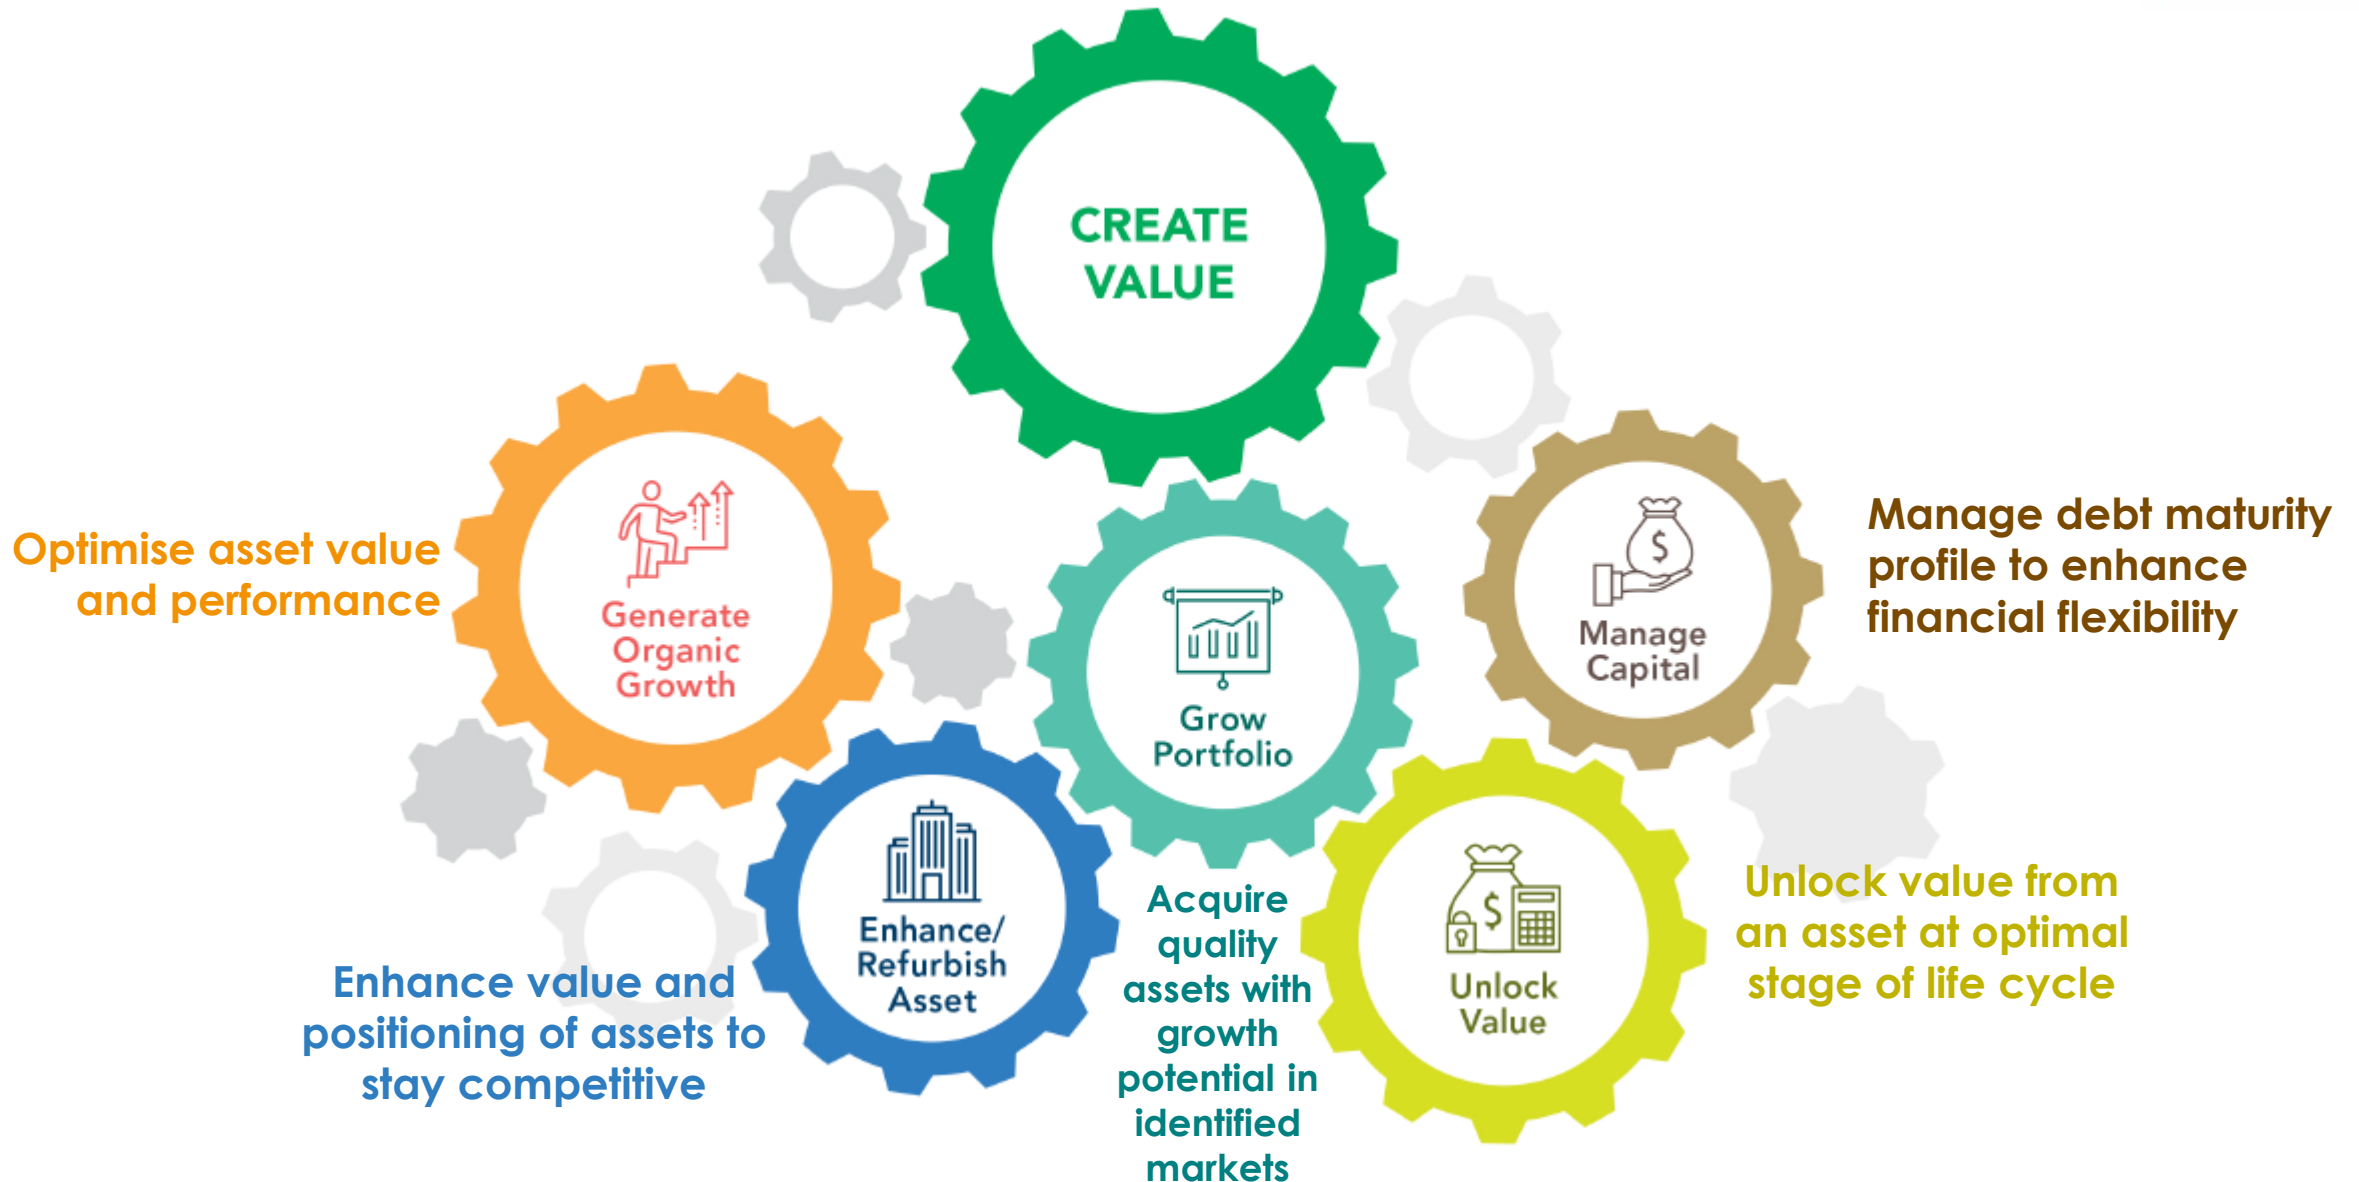 CREATE
VALUE
Optimise asset value
and performance
Generate
Organic
Growth
Grow
Portfolio
$
Manage
Capital
Manage debt maturity
profile to enhance
financial flexibility
Enhance/
Refurbish
Asset
Enhance value and
positioning of assets to
stay competitive
Acquire
quality
assets with
growth
potential in
identified
markets
$
Unlock
Value
Unlock value from
an asset at optimal
stage of life cycle